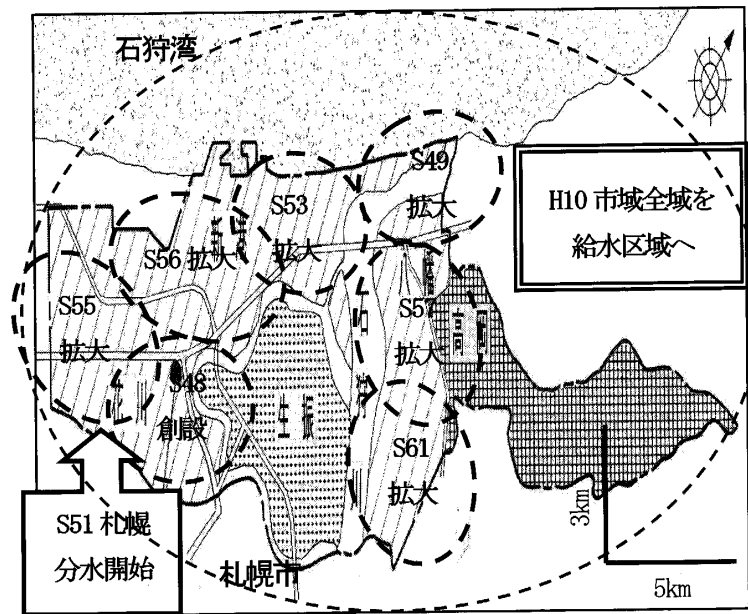 石狩湾
S49
拡大
S53
拡大
H10 市域全域を
給水区域へ
S56 拡大
S55
拡大
S57
拡大
S48
創設
生振
S61
拡大
S51 札幌
分水開始
札幌市
3km
5km